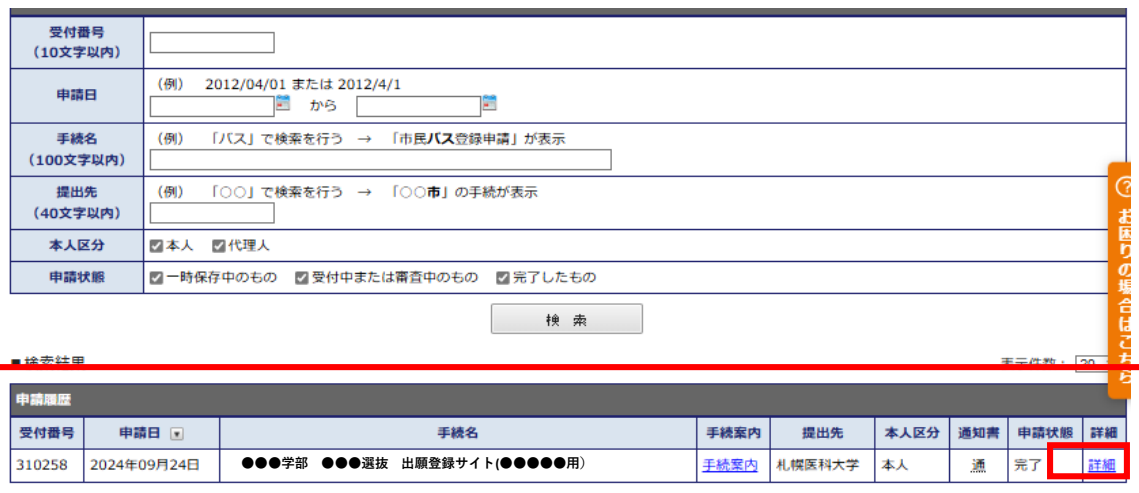 受付番号
（10文字以内）
申請日
（例）　2012/04/01 または 2012/4/1
から
手続名
（100文字以内）
（例）　「バス」で検索を行う　→　「市民バス登録申請」が表示
提出先
（40文字以内）
（例）　「○○」で検索を行う　→　「○○市」の手続が表示
本人区分
本人　代理人
申請状態
一時保存中のもの　受付中または審査中のもの　完了したもの
検 索
? お困りの場合はこちら
■検索結果
表示件数：
申請履歴
受付番号　申請日　手続名　手続案内　提出先　本人区分　通知書　申請状態　詳細
310258　2024年09月24日　●●●学部　●●●選抜　出願登録サイト(●●●●●用）　手続案内　札幌医科大学　本人　通　完了　詳細